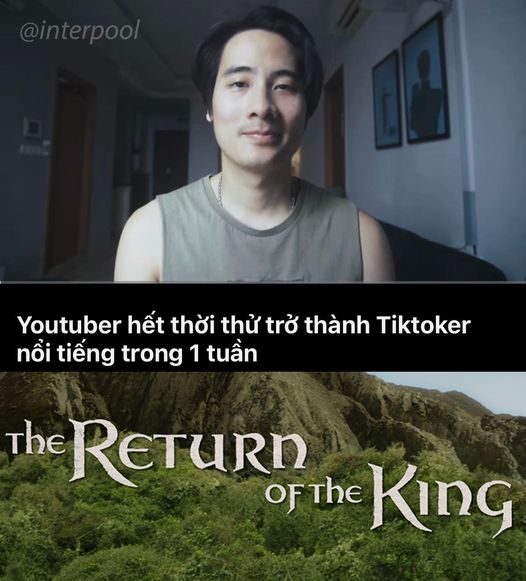 @interpool
Youtuber hết thời thử trở thành Tiktoker
nổi tiếng trong 1 tuần
THE RETURN
OF THE KING